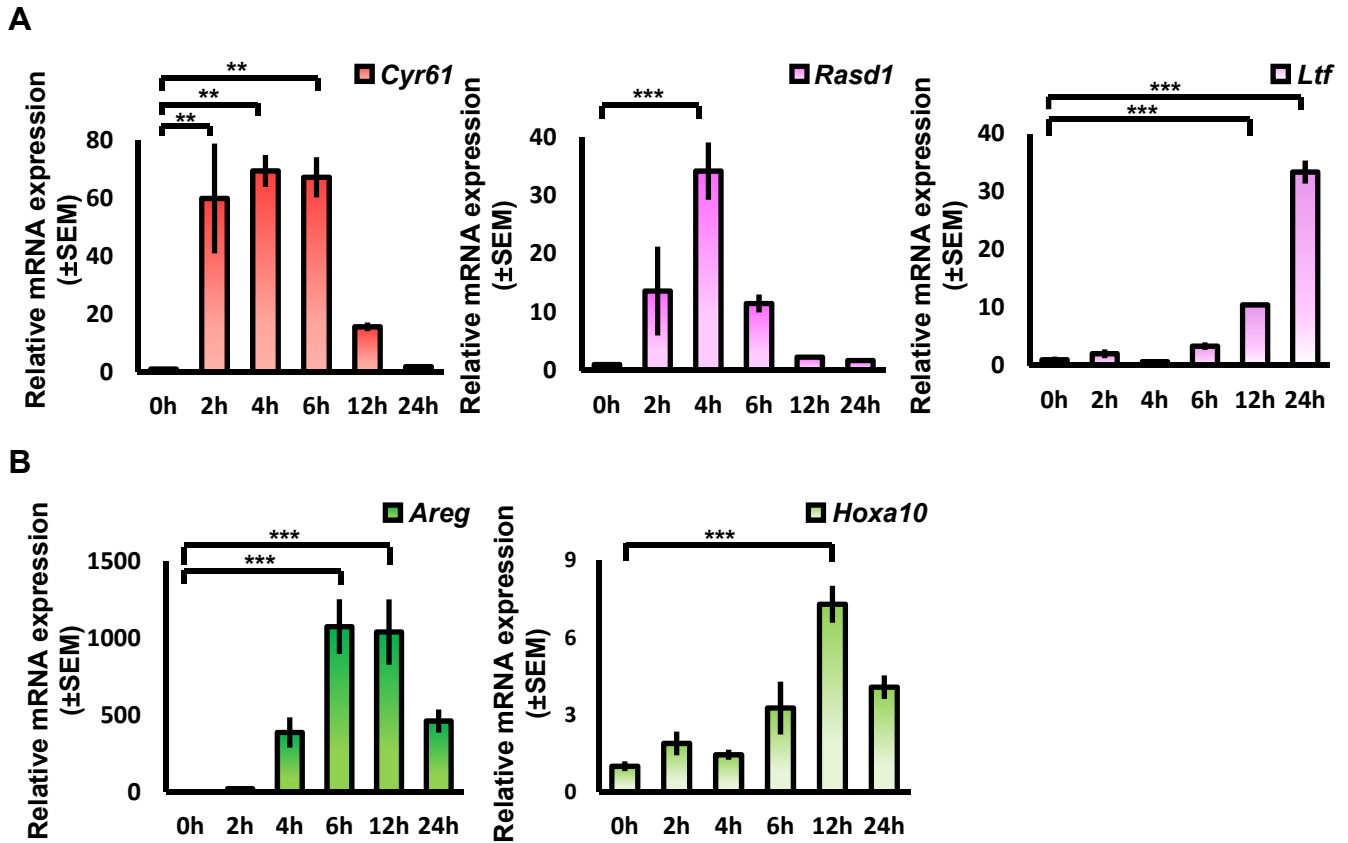 A
Relative mRNA expression
(±SEM)
Cyr61
**
**
**
80
60
40
20
0
0h 2h 4h 6h 12h 24h
Relative mRNA expression
(±SEM)
Rasd1
***
40
30
20
10
0
0h 2h 4h 6h 12h 24h
Relative mRNA expression
(±SEM)
Ltf
***
***
40
30
20
10
0
0h 2h 4h 6h 12h 24h
B
Relative mRNA expression
(±SEM)
Areg
***
***
1500
1000
500
0
0h 2h 4h 6h 12h 24h
Relative mRNA expression
(±SEM)
Hoxa10
***
9
6
3
0
0h 2h 4h 6h 12h 24h